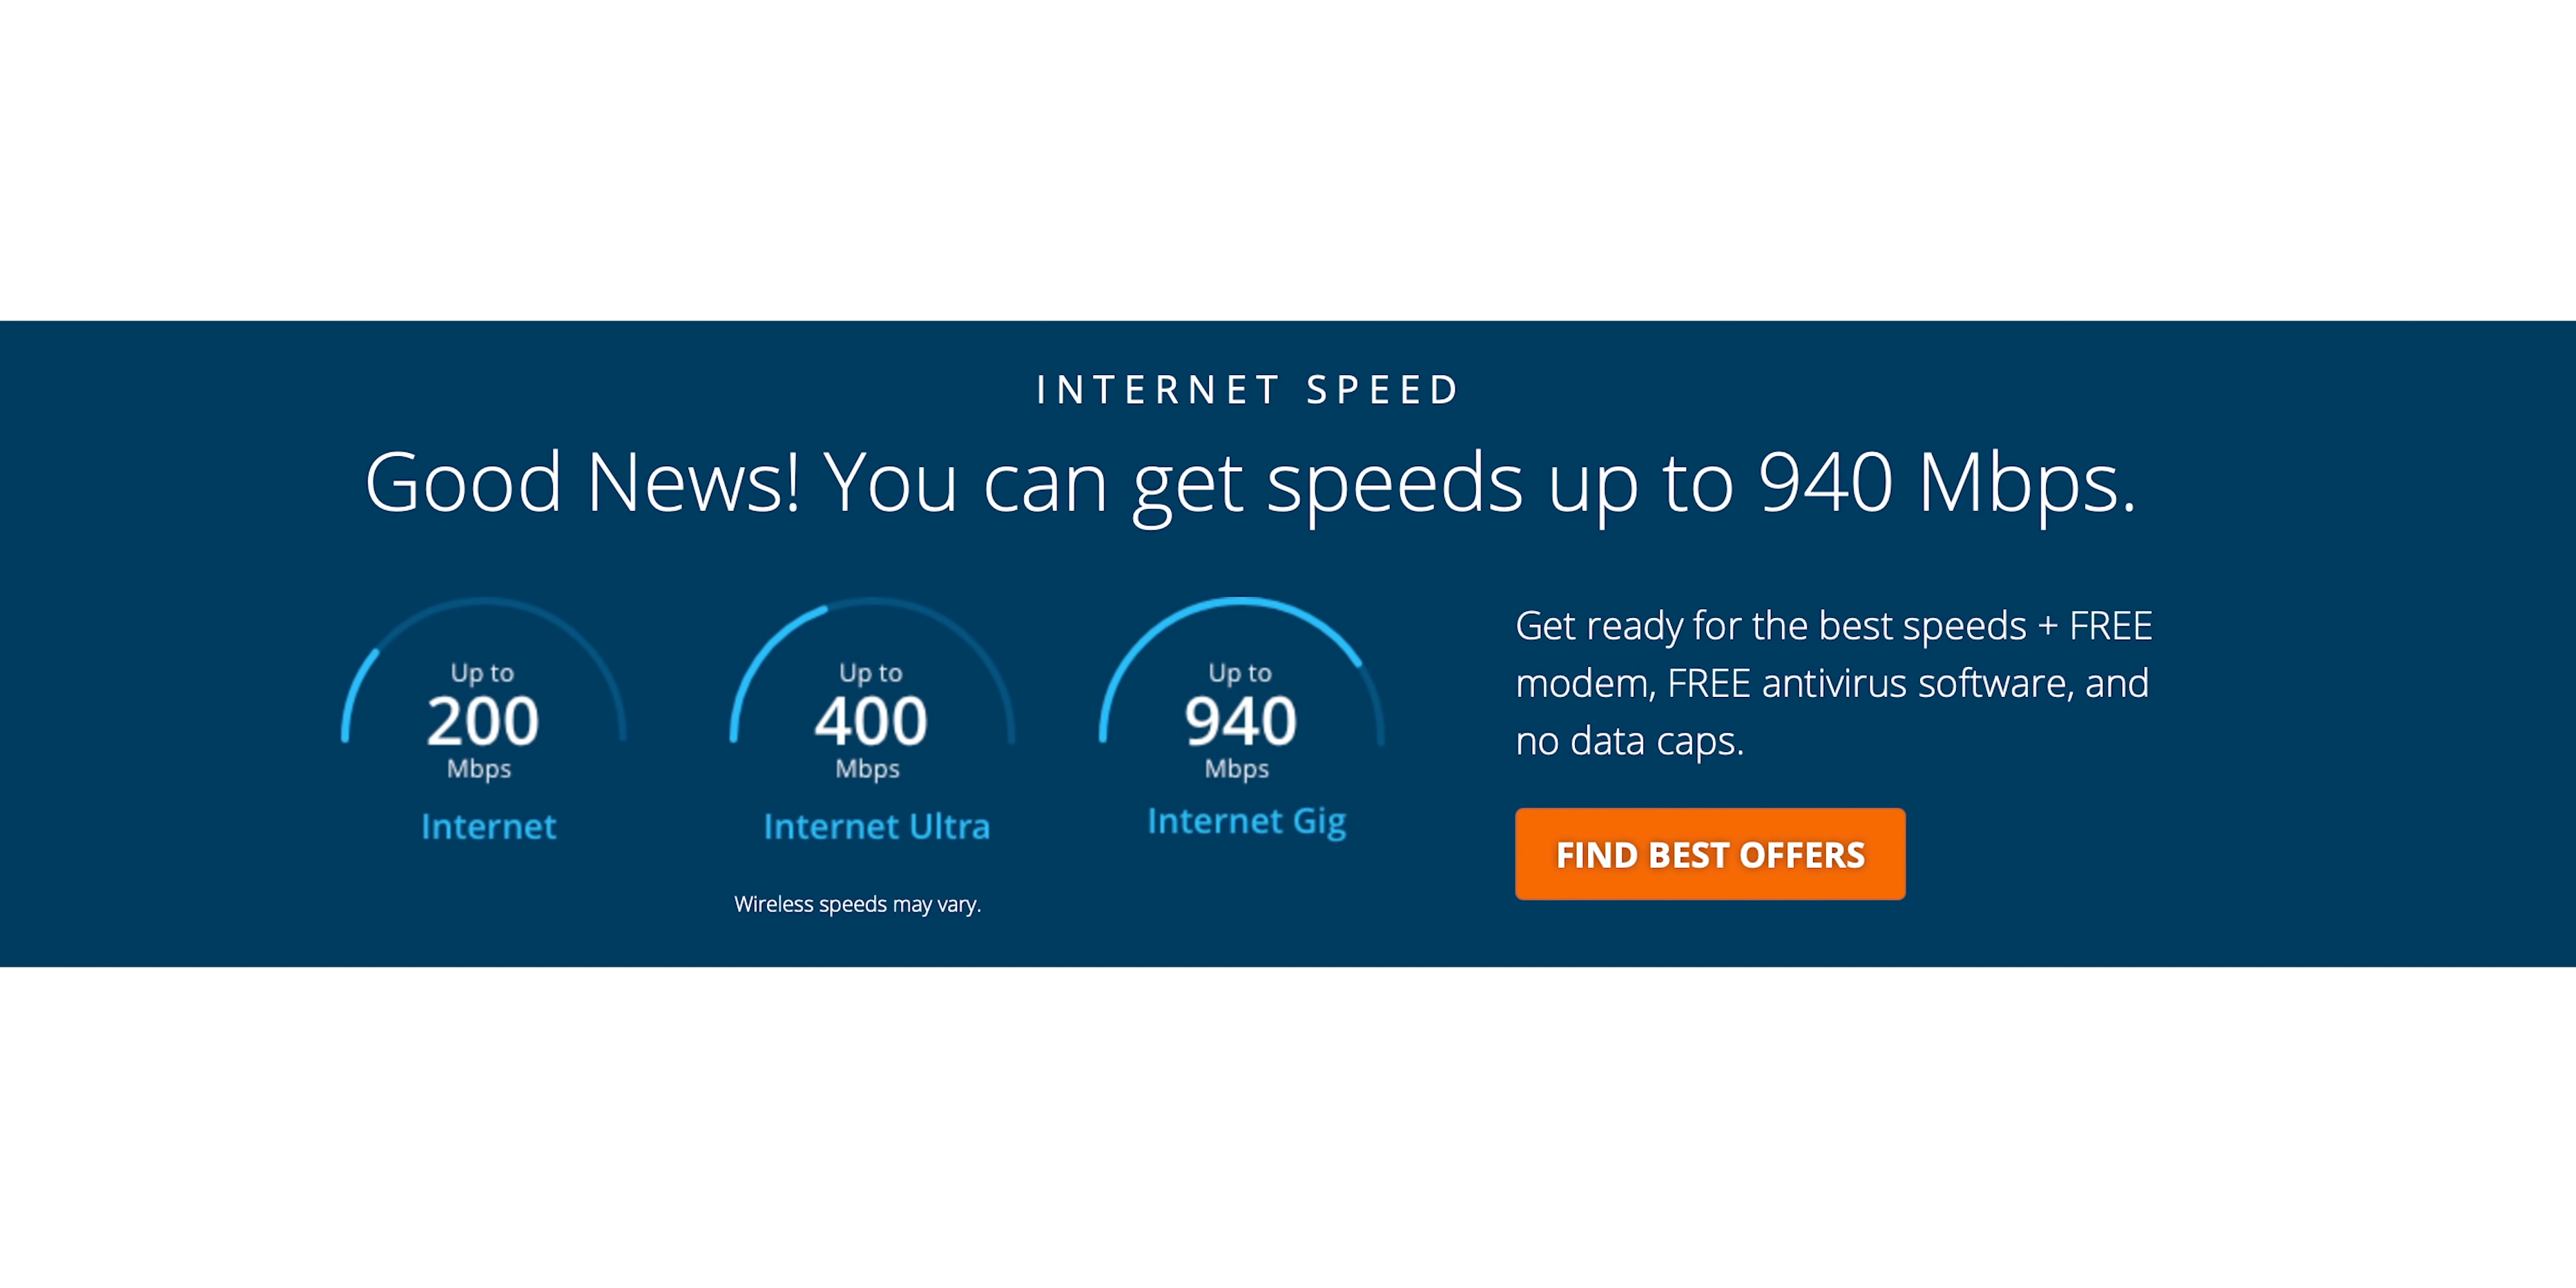 INTERNET SPEED
Good News! You can get speeds up to 940 Mbps.
Up to
200
Mbps
Internet
Up to
400
Mbps
Internet Ultra
Up to
940
Mbps
Internet Gig
Wireless speeds may vary.
Get ready for the best speeds + FREE
modem, FREE antivirus software, and
no data caps.
FIND BEST OFFERS